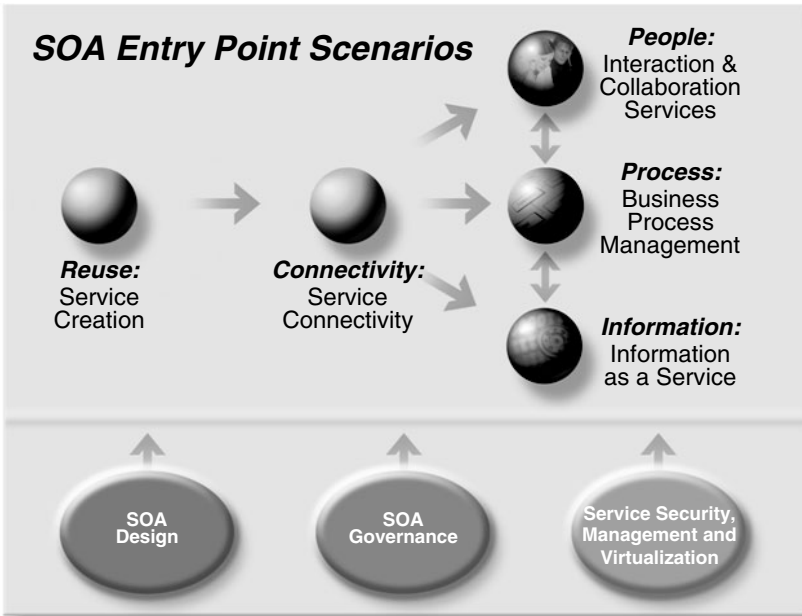 SOA Entry Point Scenarios
People:
Interaction &
Collaboration
Services
Reuse:
Service
Creation
Connectivity:
Service
Connectivity
Process:
Business
Process
Management
Information:
Information
as a Service
SOA
Design
SOA
Governance
Service Security,
Management and
Virtualization